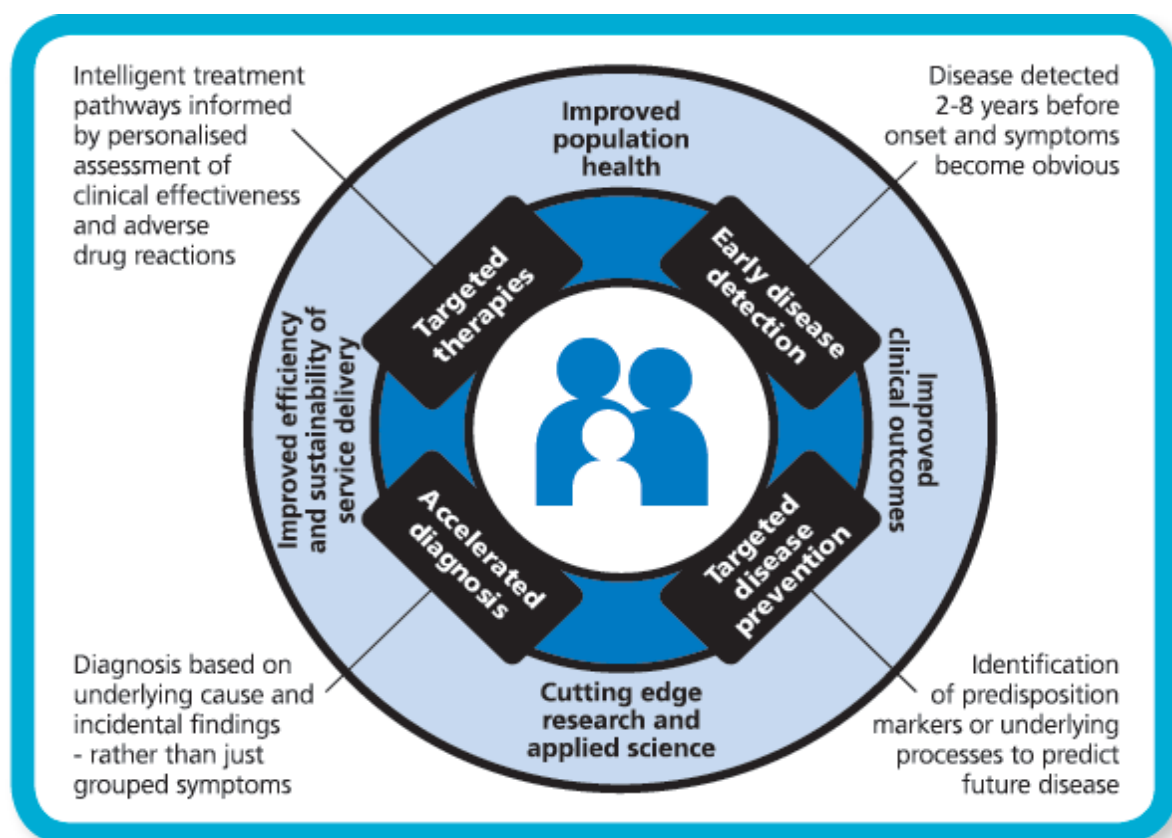 Intelligent treatment
pathways informed
by personalised
assessment of
clinical effectiveness
and adverse
drug reactions
Improved
population
health
Disease detected
2-8 years before
onset and symptoms
become obvious
Targeted
therapies
Early disease
detection
Improved efficiency
and sustainability of
service delivery
Improved
clinical outcomes
Accelerated
diagnosis
Targeted
disease
prevention
Diagnosis based on
underlying cause and
incidental findings
- rather than just
grouped symptoms
Cutting edge
research and
applied science
Identification
of predisposition
markers or underlying
processes to predict
future disease